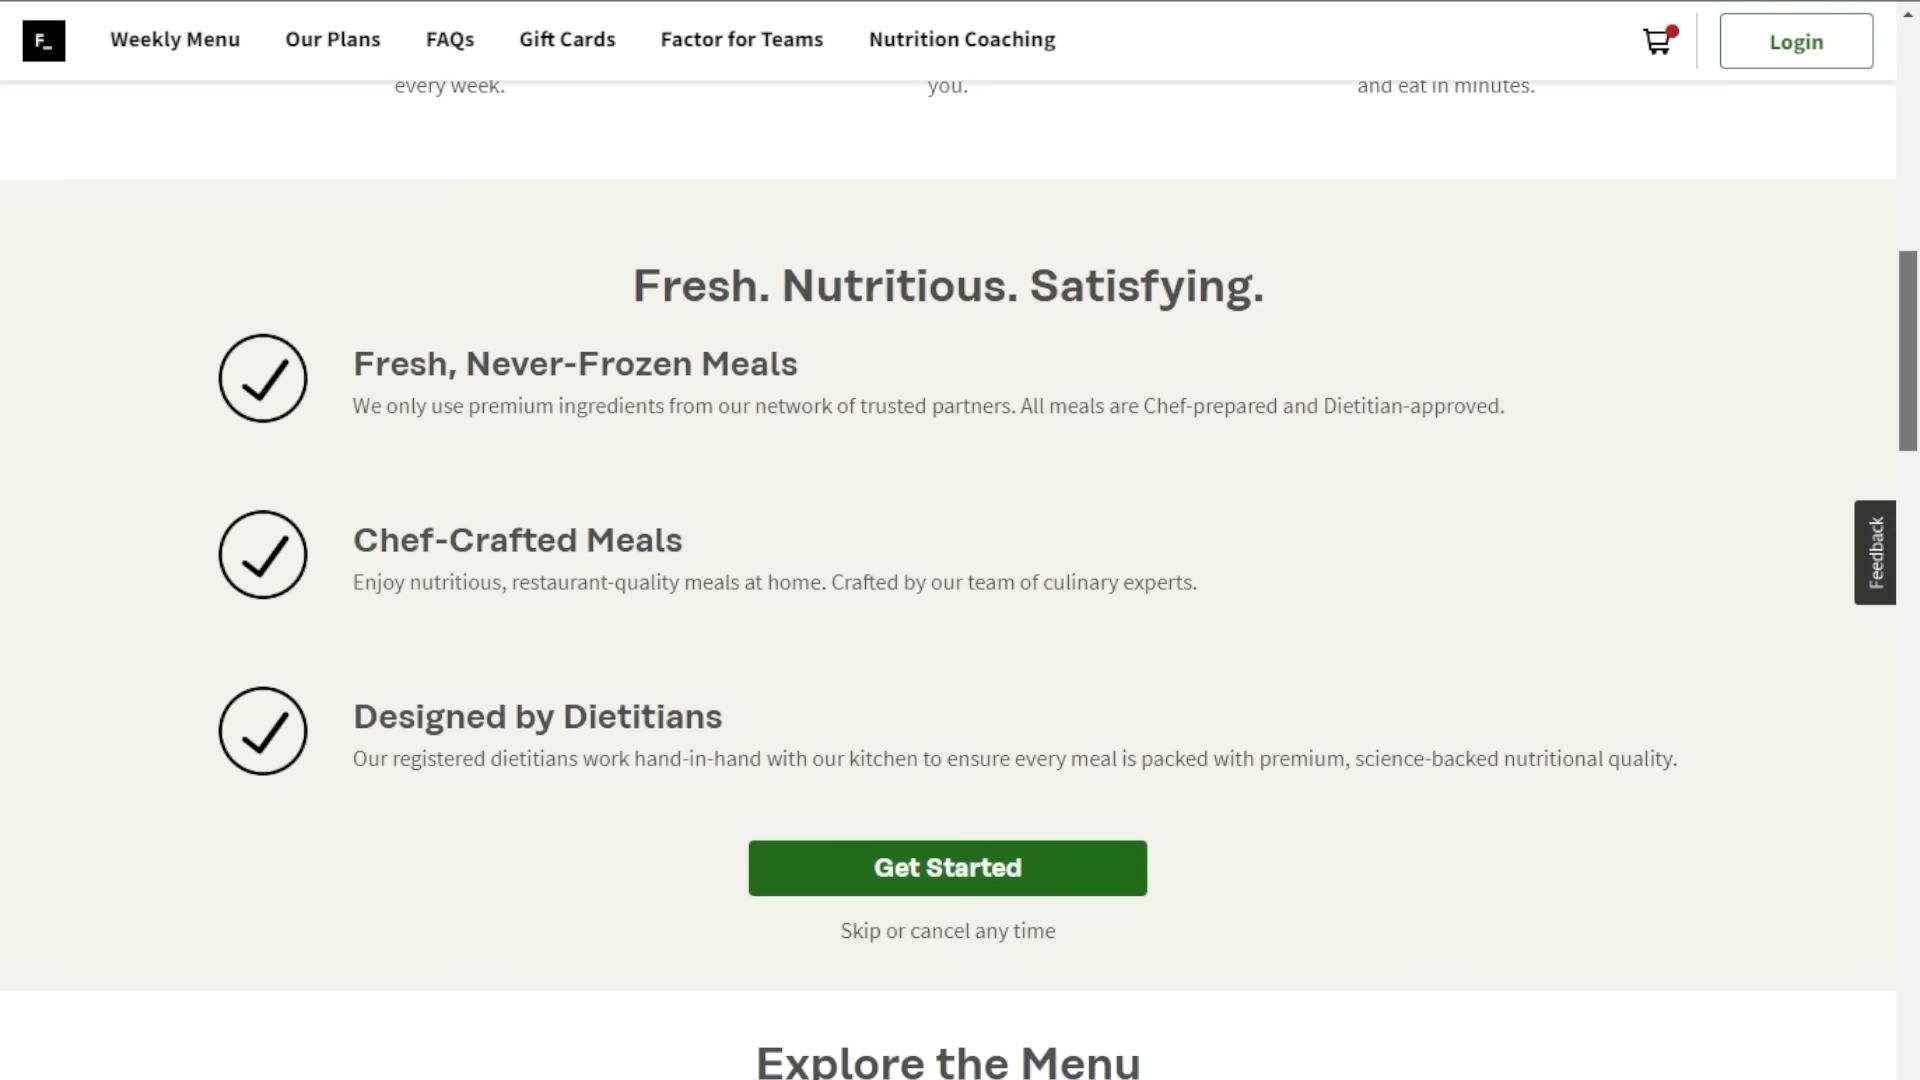 F_
Weekly Menu
Our Plans
FAQs
Gift Cards
Factor for Teams
Nutrition Coaching
Login
every week.
you.
and eat in minutes.
Fresh. Nutritious. Satisfying.
Fresh, Never-Frozen Meals
We only use premium ingredients from our network of trusted partners. All meals are Chef-prepared and Dietitian-approved.
Chef-Crafted Meals
Enjoy nutritious, restaurant-quality meals at home. Crafted by our team of culinary experts.
Feedback
Designed by Dietitians
Our registered dietitians work hand-in-hand with our kitchen to ensure every meal is packed with premium, science-backed nutritional quality.
Get Started
Skip or cancel any time
Explore the Menu